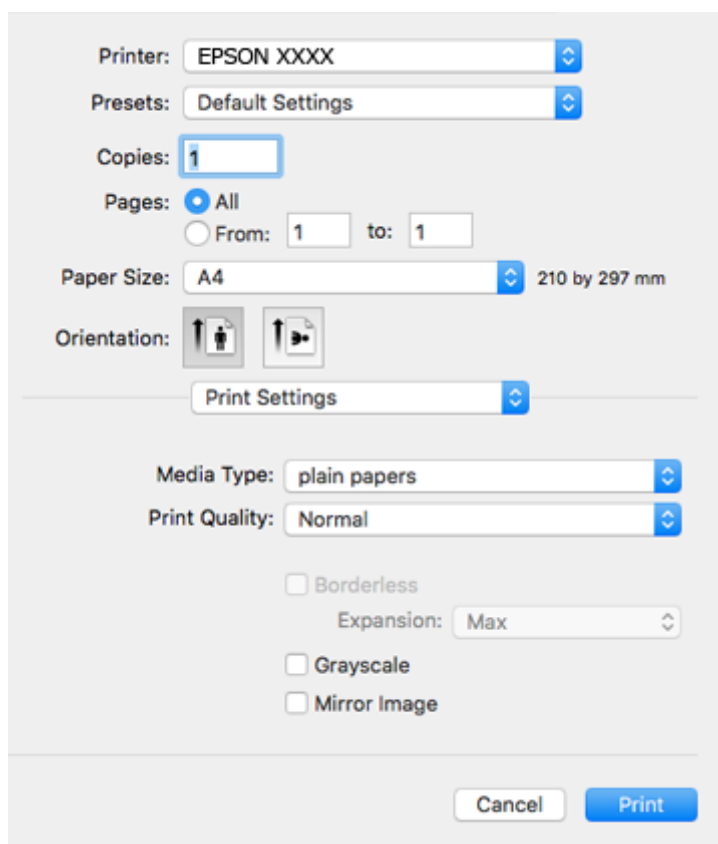 Printer: EPSON XXXX
Presets: Default Settings
Copies: 1
Pages: All
From: 1 to: 1
Paper Size: A4 210 by 297 mm
Orientation:
Print Settings
Media Type: plain papers
Print Quality: Normal
Borderless
Expansion: Max
Grayscale
Mirror Image
Cancel Print